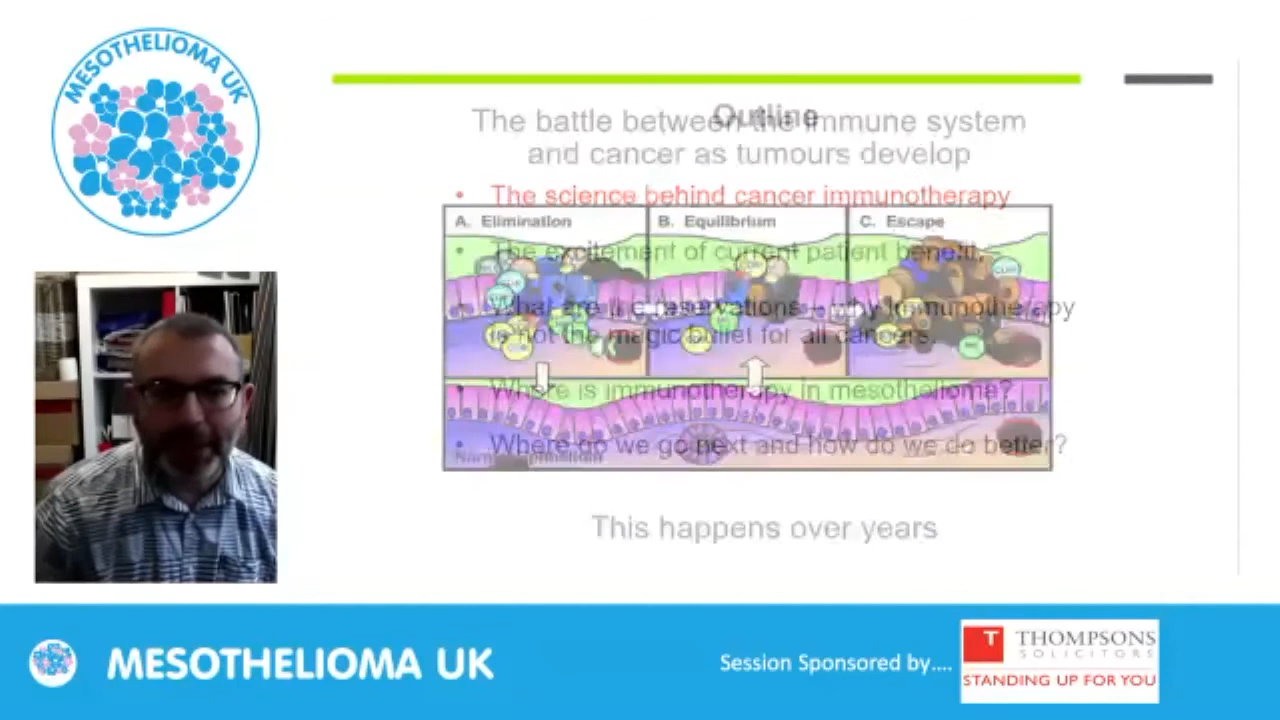 MESOTHELIOMA UK
Outline
The battle between the immune system
and cancer as tumours develop
• The science behind cancer immunotherapy
A. Elimination
B. Equilibrium
C. Escape
• The excitement of current patient benefit.
• What are the reservations – why immunotherapy
is not the magic bullet for all cancers.
• Where is immunotherapy in mesothelioma?
• Where do we go next and how do we do better?
This happens over years
MESOTHELIOMA UK
Session Sponsored by....
T
THOMPSONS
SOLICITORS
STANDING UP FOR YOU